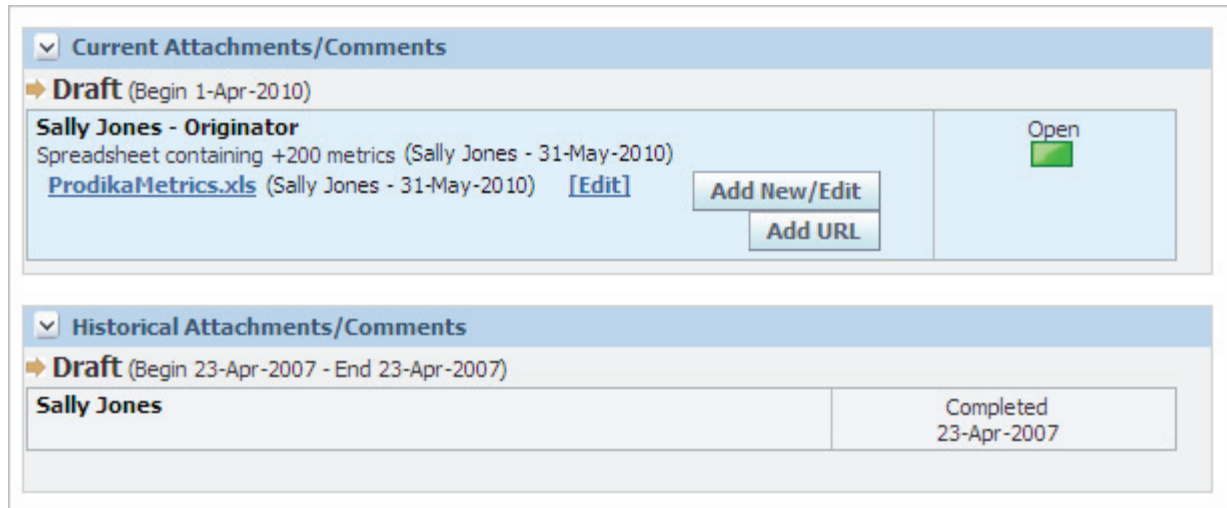 Current Attachments/Comments
Draft (Begin 1-Apr-2010)
Sally Jones - Originator
Open
Spreadsheet containing +200 metrics (Sally Jones - 31-May-2010)
ProdikaMetrics.xls (Sally Jones - 31-May-2010) [Edit]
Add New/Edit
Add URL
Historical Attachments/Comments
Draft (Begin 23-Apr-2007 - End 23-Apr-2007)
Sally Jones
Completed
23-Apr-2007